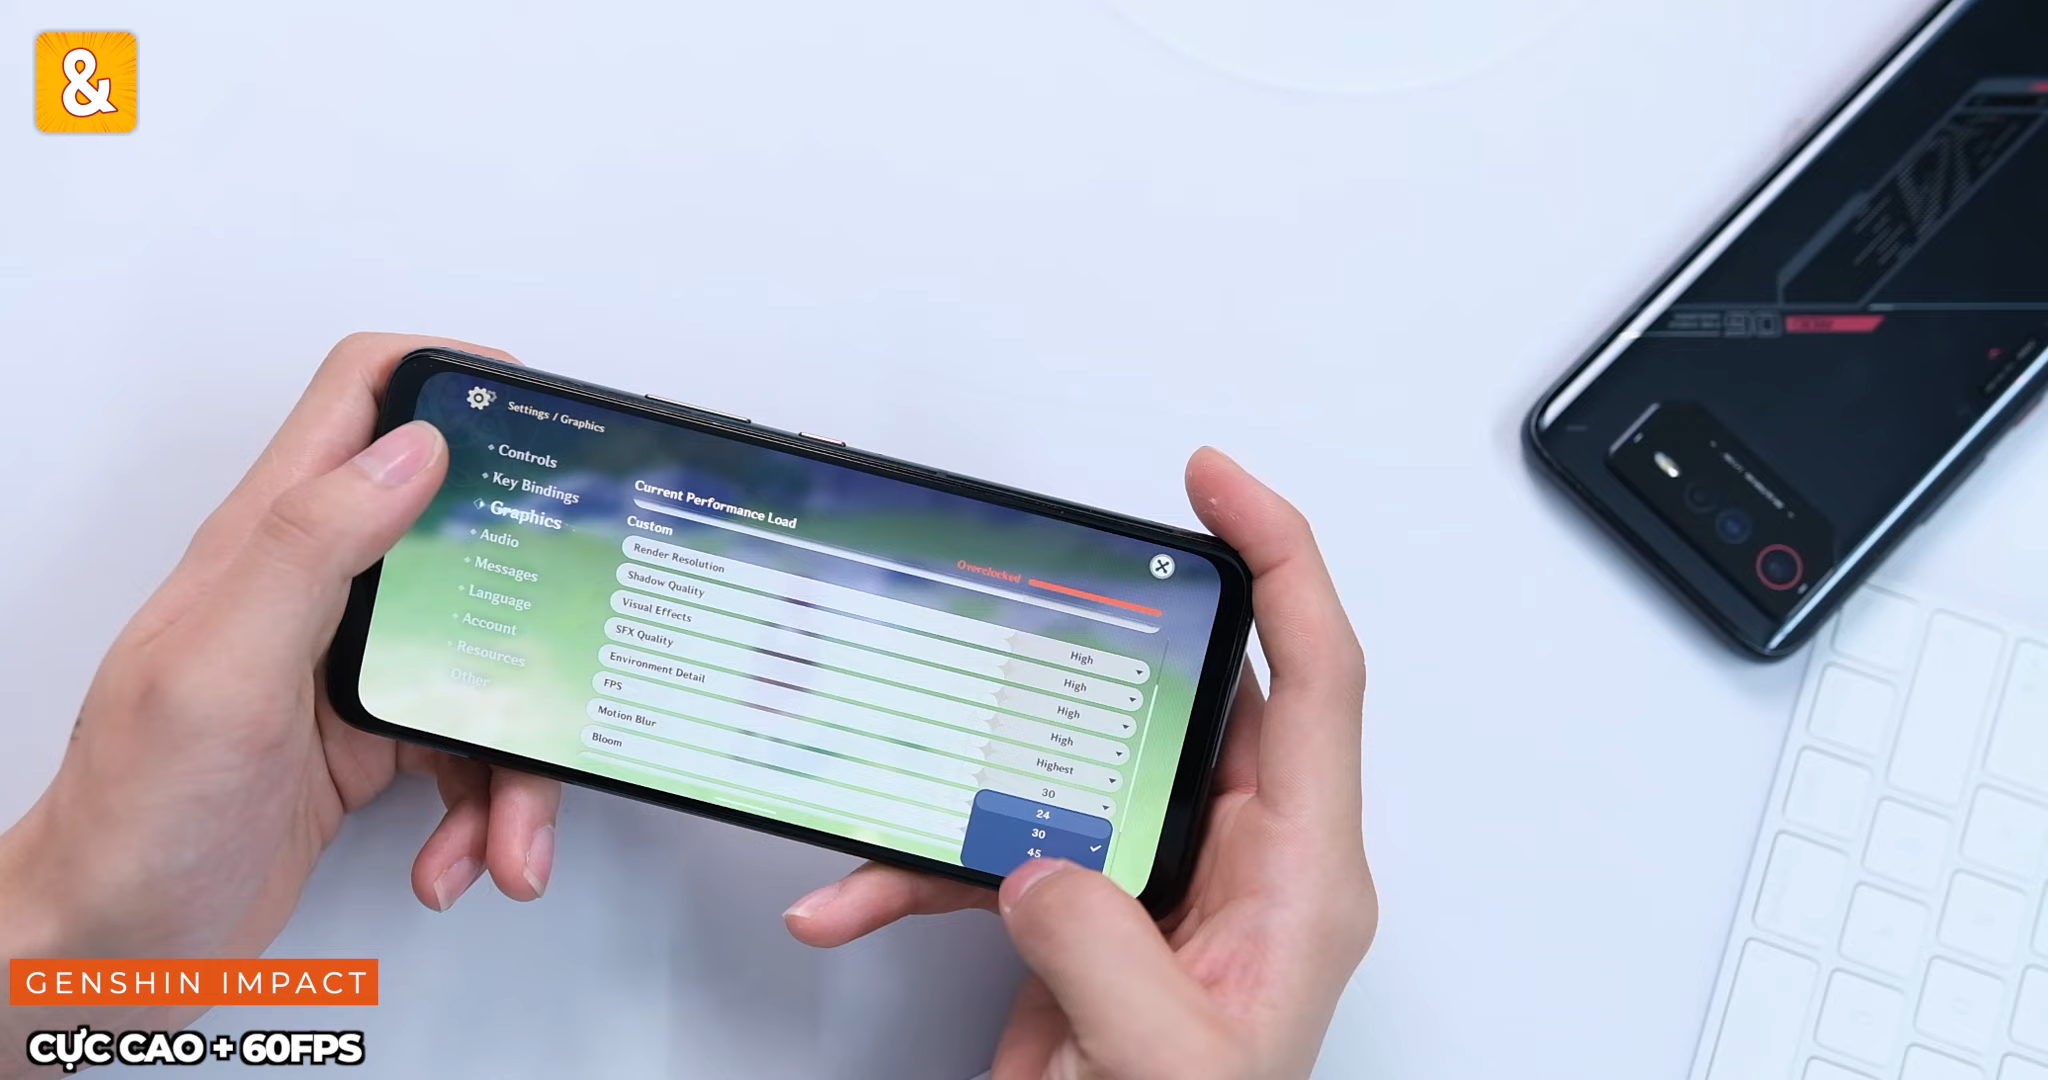 &
Settings / Graphics
Controls
Key Bindings
Graphics
Audio
Messages
Language
Account
Resources
Other
Current Performance Load
Overclocked
Custom
Render Resolution
High
Shadow Quality
High
Visual Effects
High
SFX Quality
High
Environment Detail
Highest
FPS
30
Motion Blur
Bloom
24
30
45
GENSHIN IMPACT
CỰC CAO + 60FPS